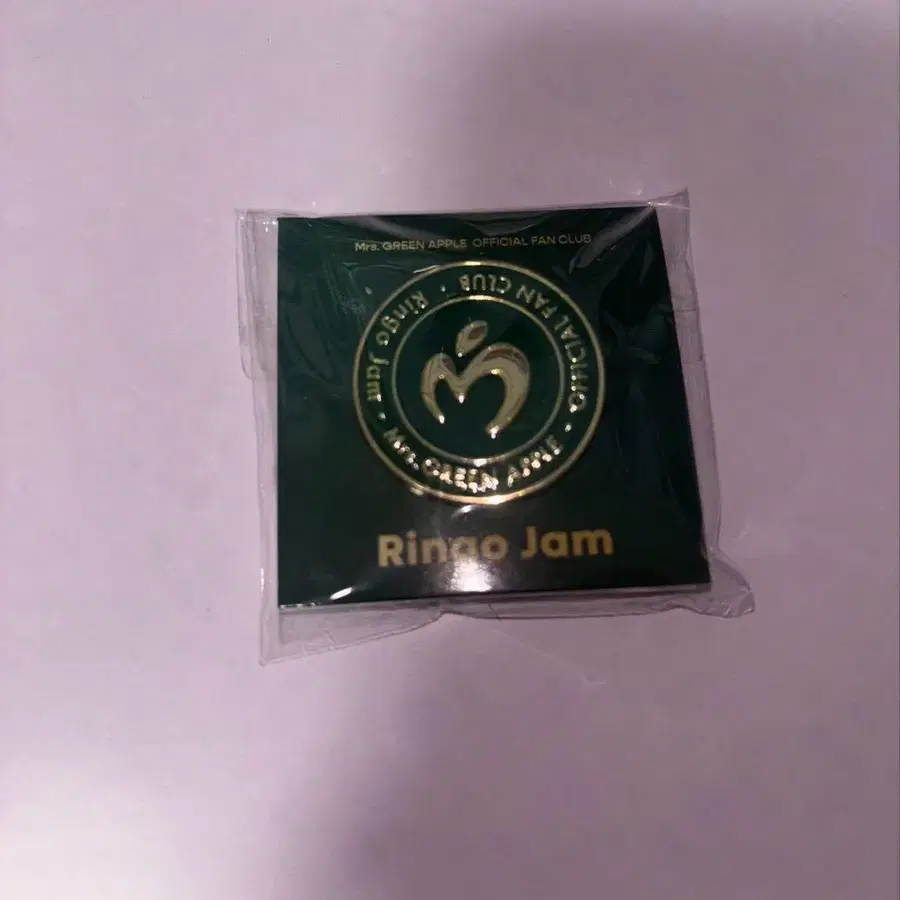 Mrs. GREEN APPLE OFFICIAL FAN CLUB
Mrs. GREEN APPLE · OFFICIAL FAN CLUB · Ringo Jam ·
Ringo Jam